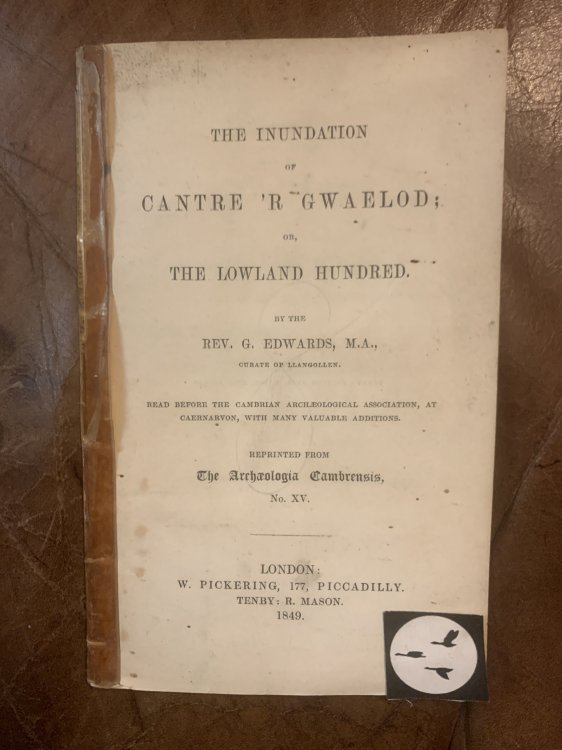 THE INUNDATION
OF
CANTRE 'R GWAELOD;
OR,
THE LOWLAND HUNDRED.
BY THE
REV. G. EDWARDS, M.A.,
CURATE OF LLANGOLLEN.
READ BEFORE THE CAMBRIAN ARCHÆOLOGICAL ASSOCIATION, AT
CAERNARVON, WITH MANY VALUABLE ADDITIONS.
REPRINTED FROM
The Archæologia Cambrensis,
No. XV.
LONDON:
W. PICKERING, 177, PICCADILLY.
TENBY: R. MASON.
1849.